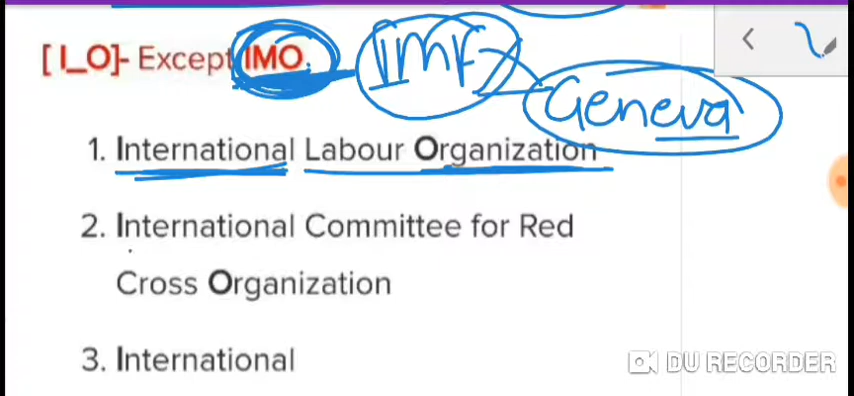 [I_O]- Except IMO. IMF
Geneva
1. International Labour Organization
2. International Committee for Red
Cross Organization
3. International
DU RECORDER